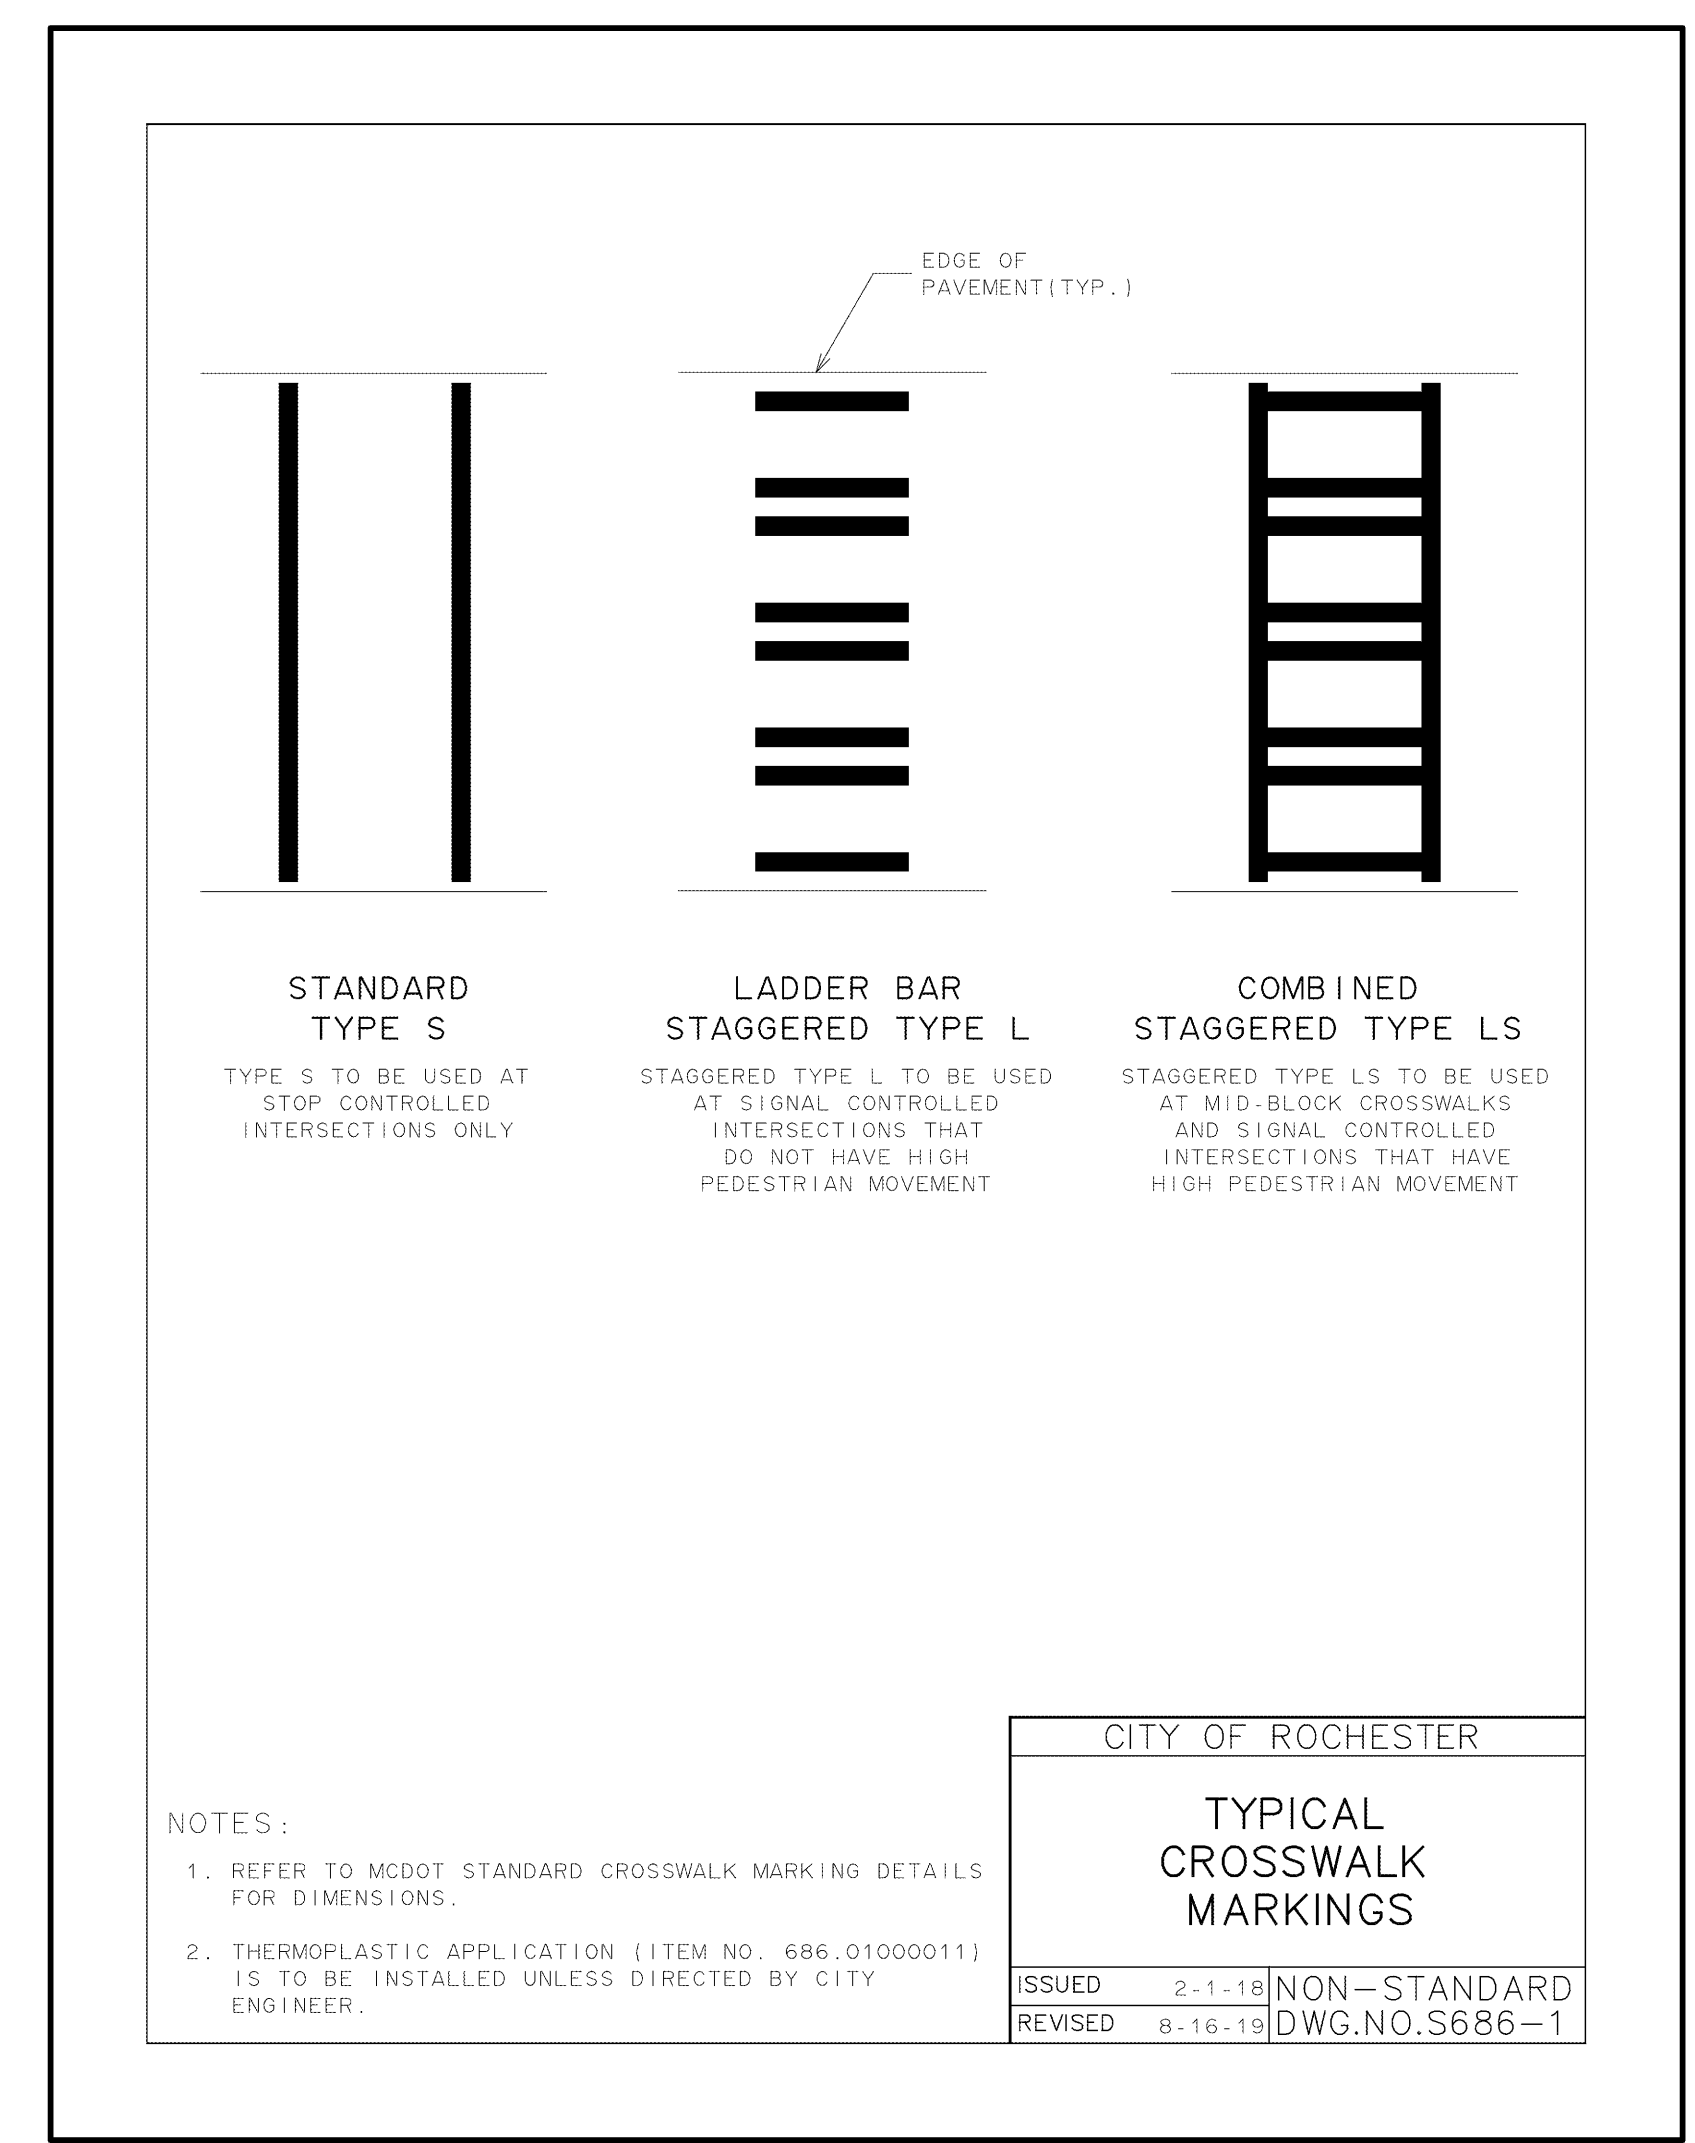 EDGE OF
PAVEMENT(TYP.)
STANDARD
TYPE S
TYPE S TO BE USED AT
STOP CONTROLLED
INTERSECTIONS ONLY
LADDER BAR
STAGGERED TYPE L
STAGGERED TYPE L TO BE USED
AT SIGNAL CONTROLLED
INTERSECTIONS THAT
DO NOT HAVE HIGH
PEDESTRIAN MOVEMENT
COMBINED
STAGGERED TYPE LS
STAGGERED TYPE LS TO BE USED
AT MID-BLOCK CROSSWALKS
AND SIGNAL CONTROLLED
INTERSECTIONS THAT HAVE
HIGH PEDESTRIAN MOVEMENT
NOTES:
1. REFER TO MCDOT STANDARD CROSSWALK MARKING DETAILS
FOR DIMENSIONS.
2. THERMOPLASTIC APPLICATION (ITEM NO. 686.01000011)
IS TO BE INSTALLED UNLESS DIRECTED BY CITY
ENGINEER.
CITY OF ROCHESTER
TYPICAL
CROSSWALK
MARKINGS
ISSUED 2-1-18
REVISED 8-16-19
NON-STANDARD
DWG.NO.S686-1